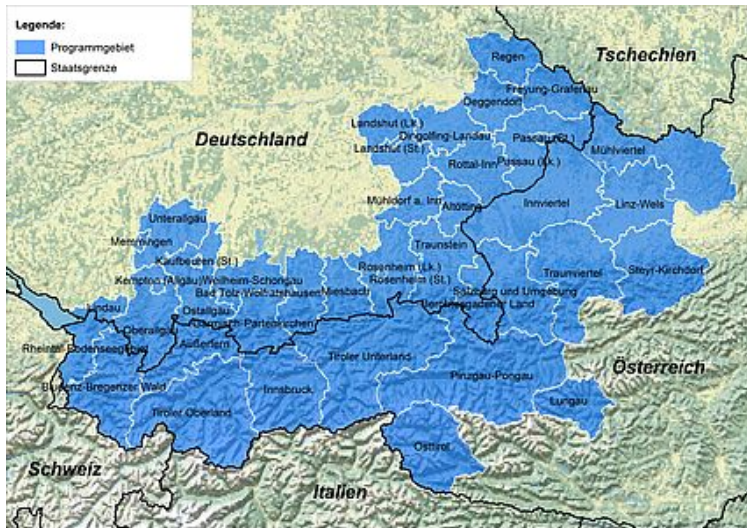 Legende:
Programmgebiet
Staatsgrenze
Tschechien
Regen
Freyung-Grafenau
Deggendorf
Landshut (Lk.)
Deutschland
Dingolfing-Landau
Passau (St.)
Landshut (St.)
Mühlviertel
Rottal-Inn
Passau (Lk.)
Mühldorf a. Inn
Altötting
Innviertel
Linz-Wels
Unterallgäu
Memmingen
Traunstein
Kaufbeuren (St.)
Rosenheim (Lk.)
Rosenheim (St.)
Traunviertel
Steyr-Kirchdorf
Kempten (Allgäu)
Weilheim-Schongau
Bad Tölz-Wolfratshausen
Miesbach
Salzburg und Umgebung
Berchtesgadener Land
Lindau
Ostallgäu
Oberallgäu
Garmisch-Partenkirchen
Rheintal-Bodenseegebiet
Außerfern
Tiroler Unterland
Österreich
Pinzgau-Pongau
Bludenz-Bregenzer Wald
Innsbruck
Lungau
Tiroler Oberland
Osttirol
Schweiz
Italien